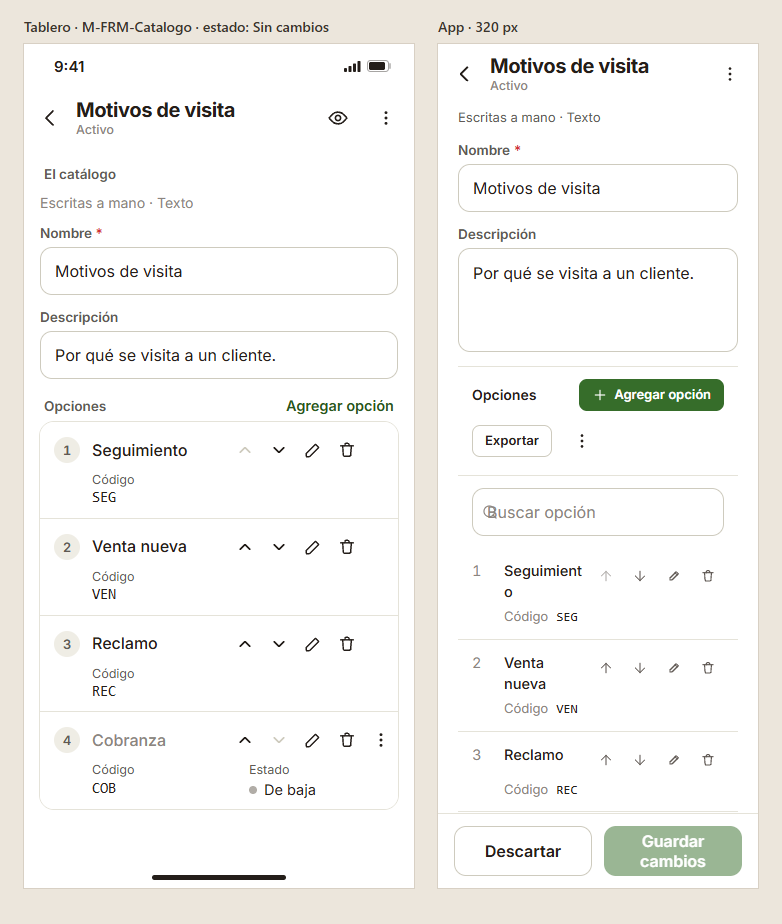 Tablero · M-FRM-Catalogo · estado: Sin cambios
9:41
Motivos de visita
Activo
El catálogo
Escritas a mano · Texto
Nombre *
Motivos de visita
Descripción
Por qué se visita a un cliente.
Opciones Agregar opción
1 Seguimiento
Código
SEG
2 Venta nueva
Código
VEN
3 Reclamo
Código
REC
4 Cobranza
Código Estado
COB De baja
App · 320 px
Motivos de visita
Activo
Escritas a mano · Texto
Nombre *
Motivos de visita
Descripción
Por qué se visita a un cliente.
Opciones + Agregar opción
Exportar
Buscar opción
1 Seguimient
o
Código SEG
2 Venta
nueva
Código VEN
3 Reclamo
Código REC
Descartar Guardar
cambios